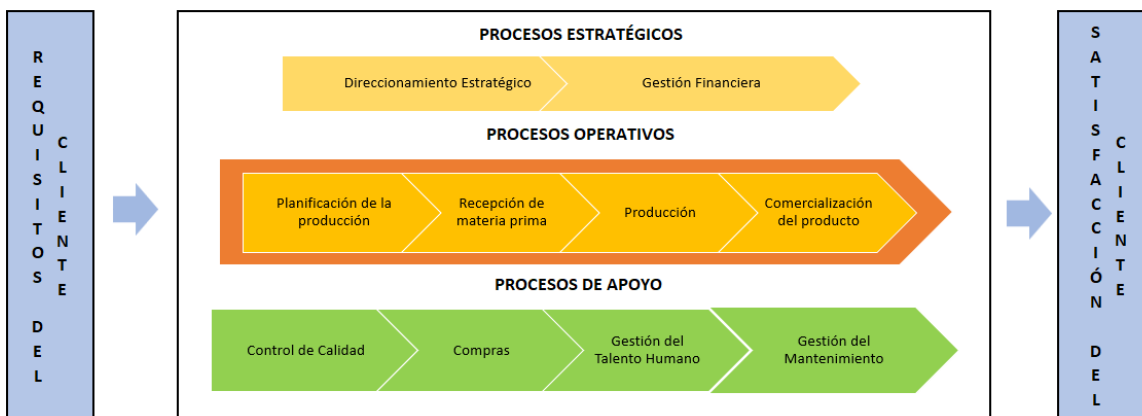 REQUISITOS DEL
CLIENTE
PROCESOS ESTRATÉGICOS
Direccionamiento Estratégico
Gestión Financiera
PROCESOS OPERATIVOS
Planificación de la
producción
Recepción de
materia prima
Producción
Comercialización
del producto
PROCESOS DE APOYO
Control de Calidad
Compras
Gestión del
Talento Humano
Gestión del
Mantenimiento
SATISFACCIÓN DEL
CLIENTE